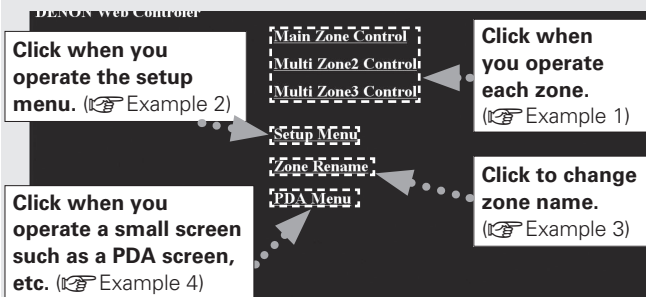 DENON Web Controler
Click when you
operate the setup
menu. (☞Example 2)
Main Zone Control
Multi Zone2 Control
Multi Zone3 Control
Click when
you operate
each zone.
(☞Example 1)
Setup Menu
Zone Rename
PDA Menu
Click to change
zone name.
(☞Example 3)
Click when you
operate a small screen
such as a PDA screen,
etc. (☞Example 4)